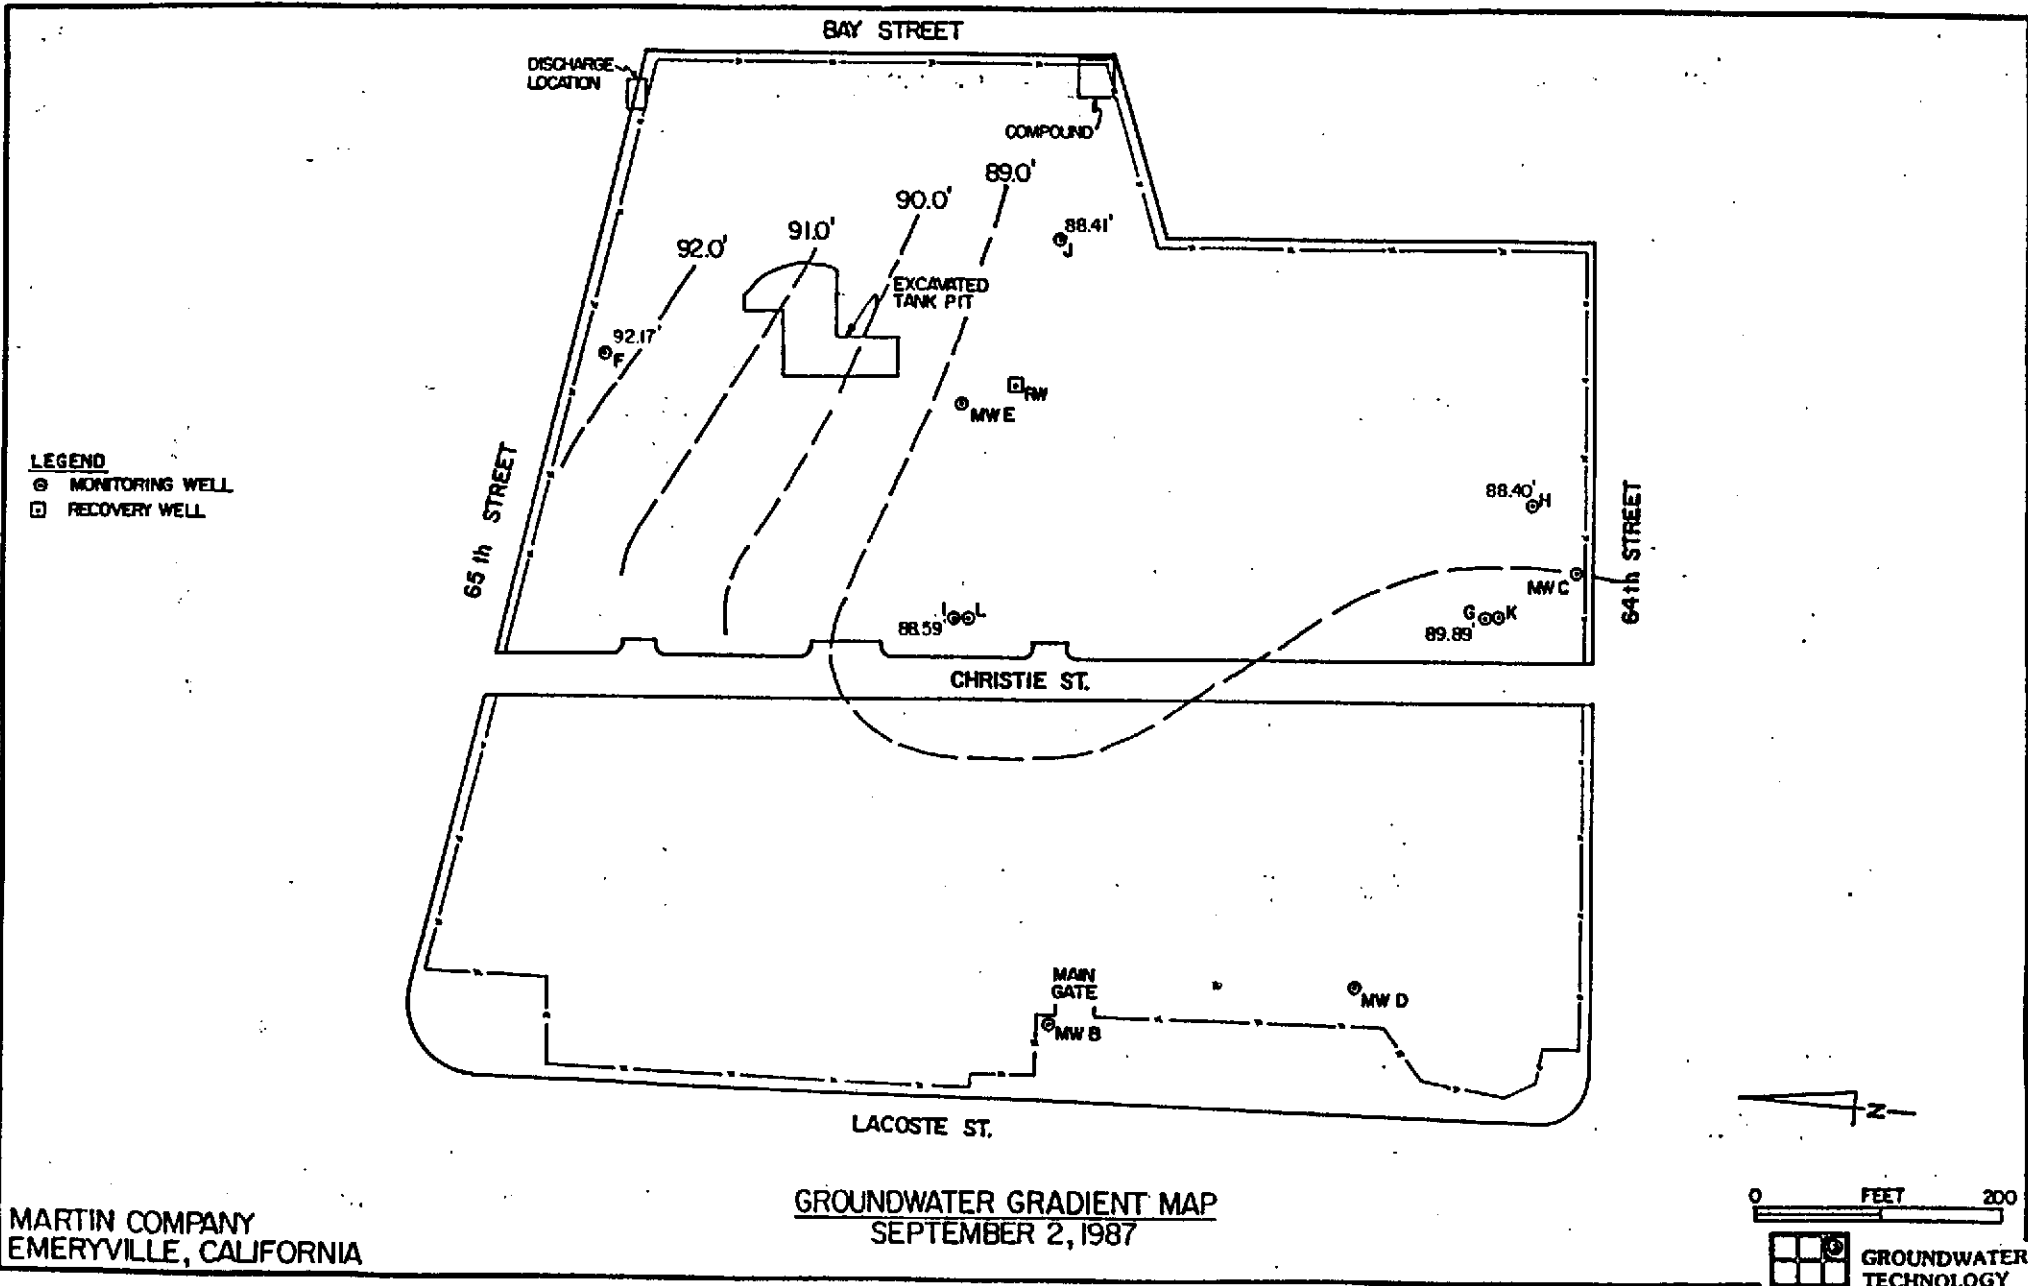 BAY STREET
DISCHARGE
LOCATION
COMPOUND
89.0'
90.0'
91.0'
92.0'
88.41'
J
EXCAVATED
TANK PIT
92.17'
F
RW
MW E
LEGEND
MONITORING WELL
RECOVERY WELL
65 th STREET
88.40'
H
64th STREET
MW C
I
L
88.59'
G
K
89.89'
CHRISTIE ST.
MAIN
GATE
MW D
MW B
LACOSTE ST.
N
GROUNDWATER GRADIENT MAP
SEPTEMBER 2, 1987
MARTIN COMPANY
EMERYVILLE, CALIFORNIA
0 FEET 200
GROUNDWATER
TECHNOLOGY